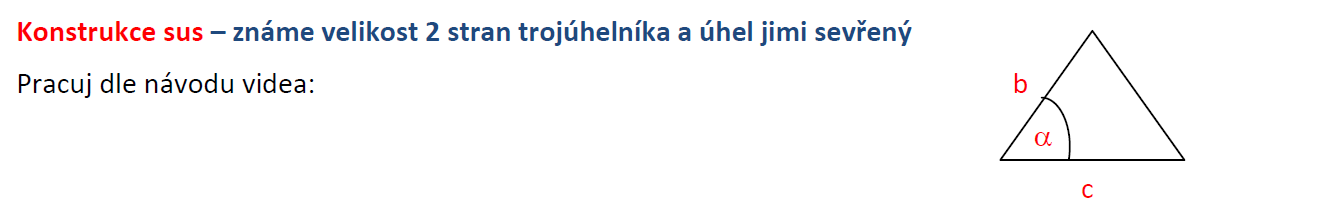 Konstrukce sus – známe velikost 2 stran trojúhelníka a úhel jimi sevřený
Pracuj dle návodu videa:
b
α
c